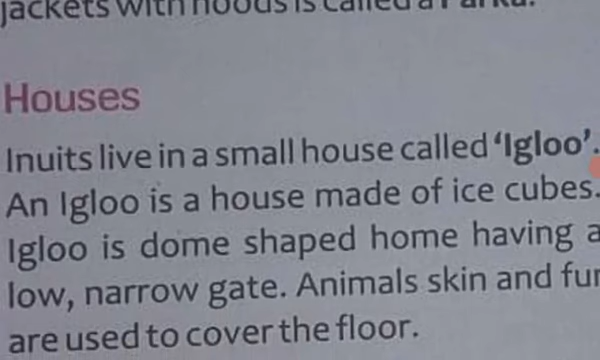 jackets with hoods is called a Parka.
Houses
Inuits live in a small house called ‘Igloo’.
An Igloo is a house made of ice cubes.
Igloo is dome shaped home having a
low, narrow gate. Animals skin and fur
are used to cover the floor.